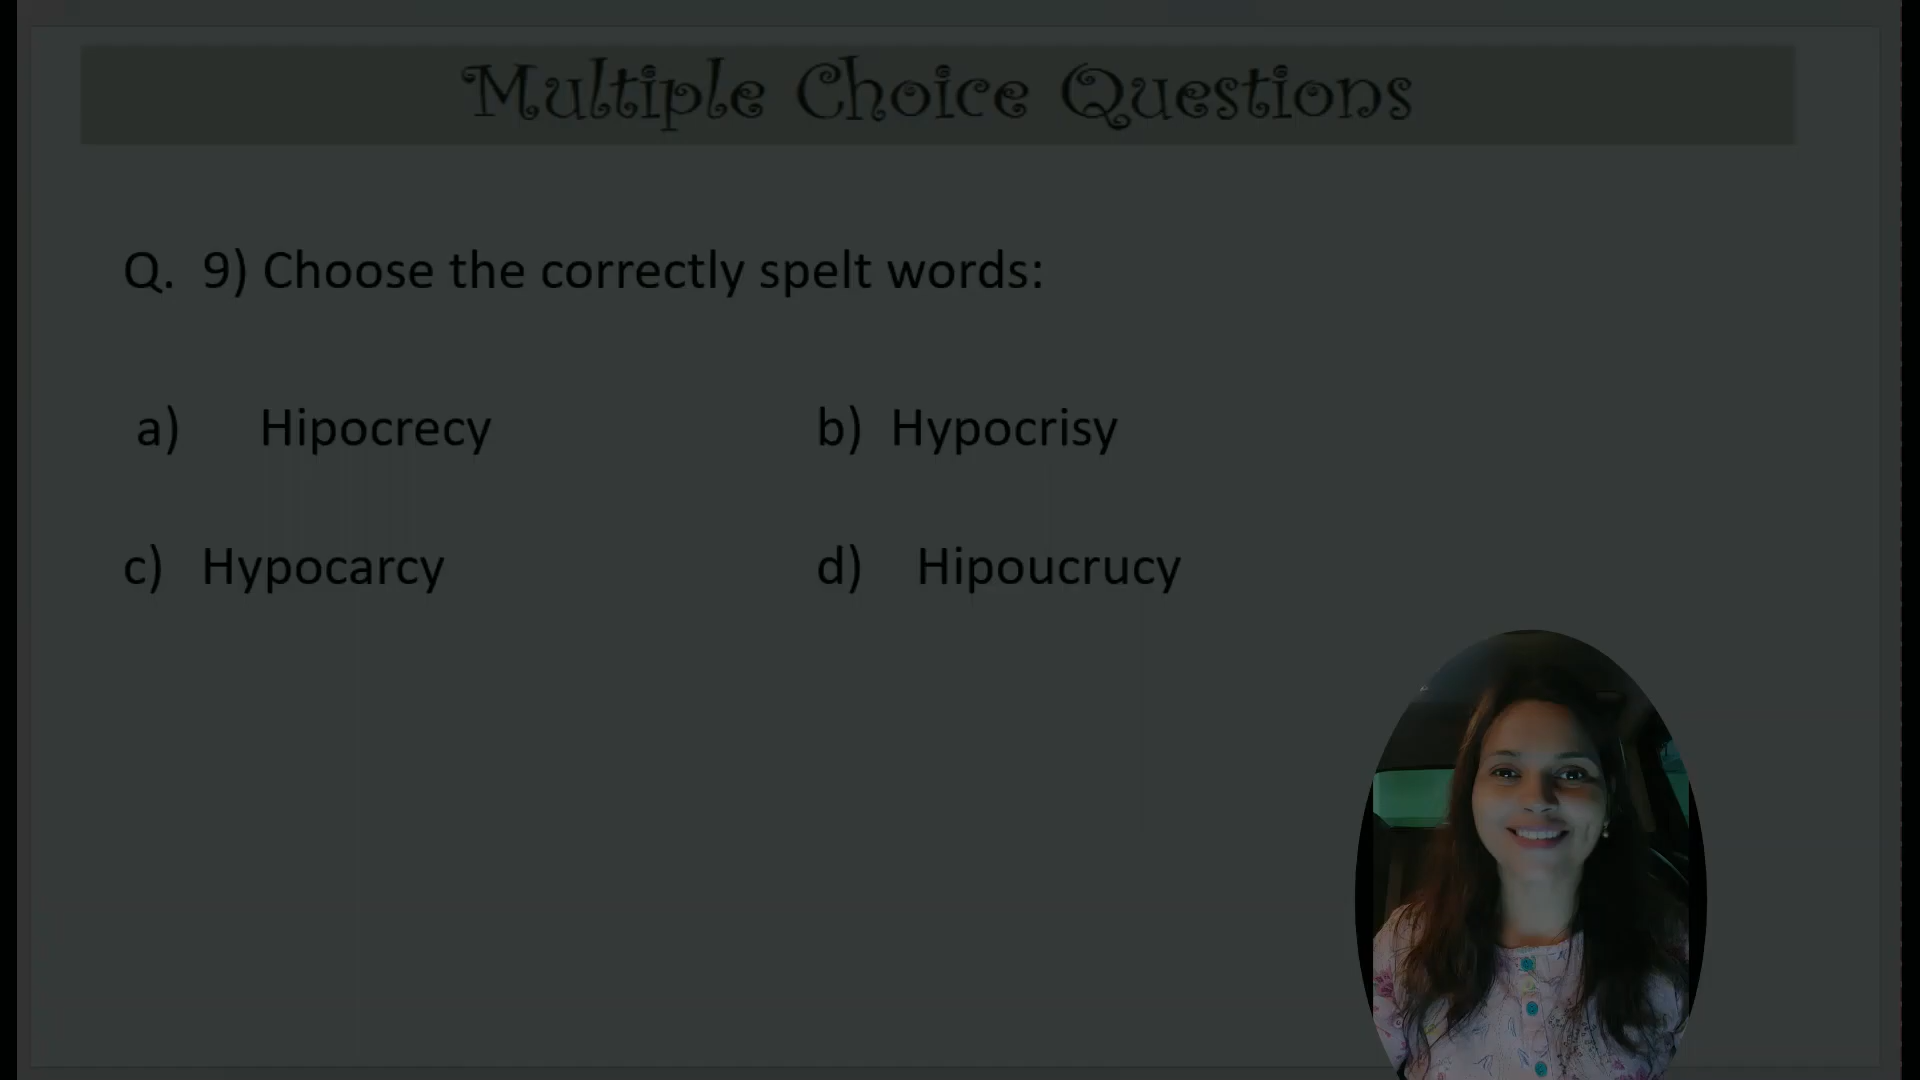 Multiple Choice Questions
Q. 9) Choose the correctly spelt words:
a) Hipocrecy b) Hypocrisy
c) Hypocarcy d) Hipoucrucy